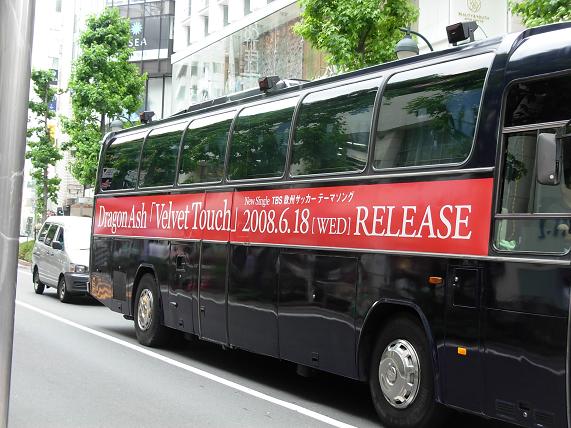 New Single TBS 欧州サッカー テーマソング
Dragon Ash「Velvet Touch」2008.6.18 [WED] RELEASE
SEA